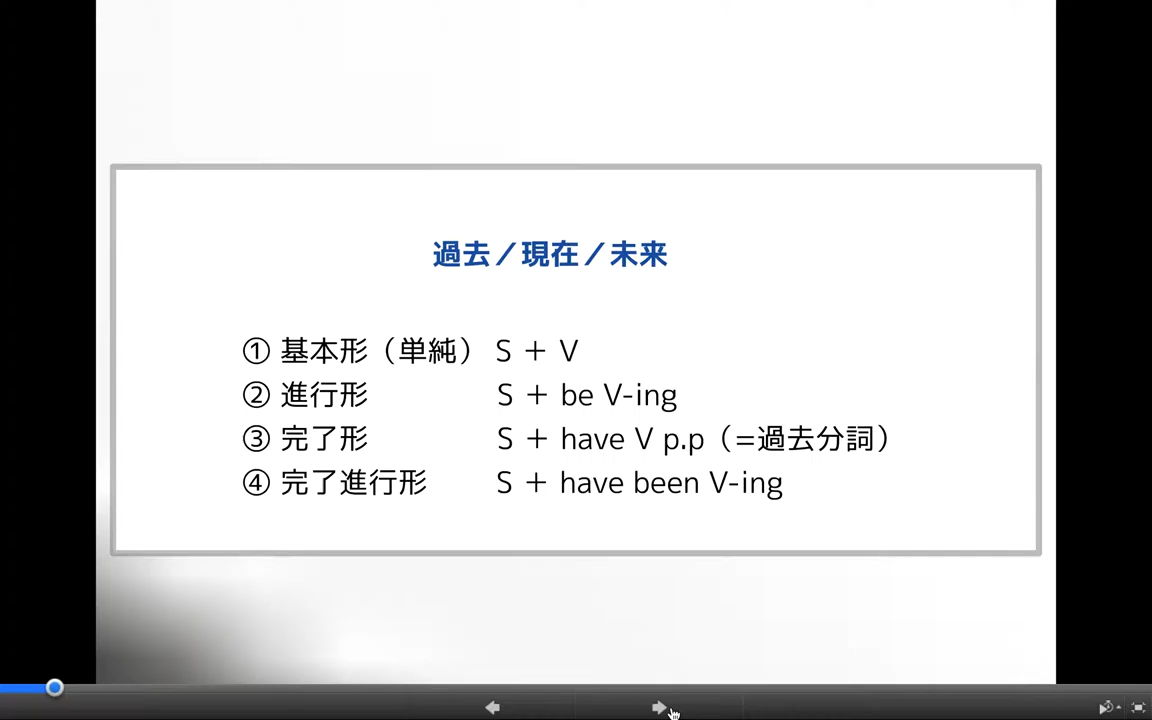 過去／現在／未来
① 基本形（単純） S ＋ V
② 進行形 S ＋ be V-ing
③ 完了形 S ＋ have V p.p（=過去分詞）
④ 完了進行形 S ＋ have been V-ing